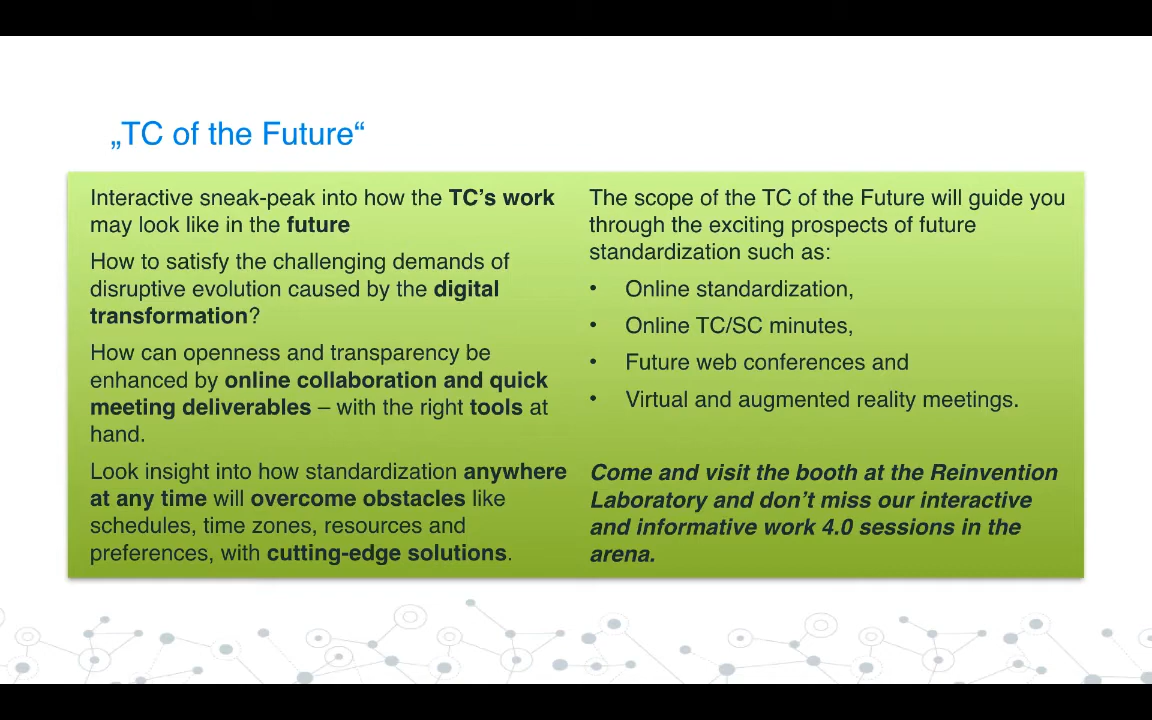 „TC of the Future“
Interactive sneak-peak into how the TC’s work
may look like in the future
How to satisfy the challenging demands of
disruptive evolution caused by the digital
transformation?
How can openness and transparency be
enhanced by online collaboration and quick
meeting deliverables – with the right tools at
hand.
Look insight into how standardization anywhere
at any time will overcome obstacles like
schedules, time zones, resources and
preferences, with cutting-edge solutions.
The scope of the TC of the Future will guide you
through the exciting prospects of future
standardization such as:
• Online standardization,
• Online TC/SC minutes,
• Future web conferences and
• Virtual and augmented reality meetings.
Come and visit the booth at the Reinvention
Laboratory and don’t miss our interactive
and informative work 4.0 sessions in the
arena.